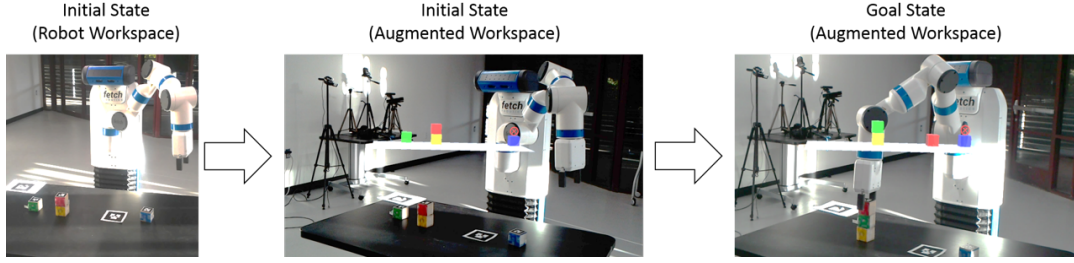 Initial State
(Robot Workspace)
Initial State
(Augmented Workspace)
Goal State
(Augmented Workspace)
fetch
fetch
fetch